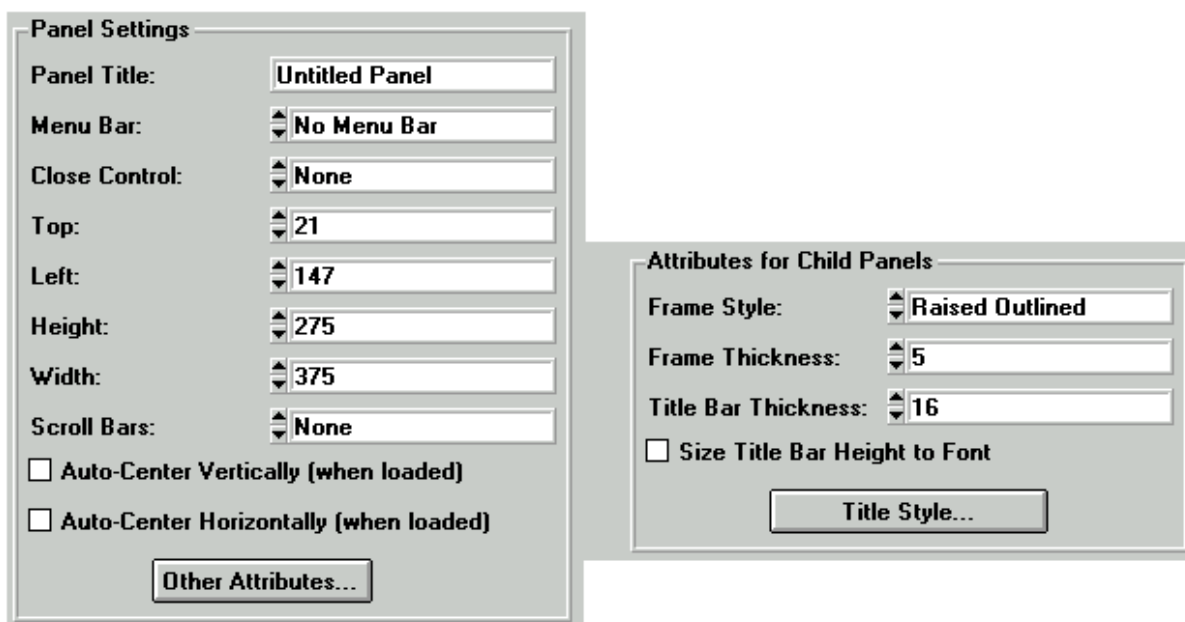 Panel Settings
Panel Title: Untitled Panel
Menu Bar: No Menu Bar
Close Control: None
Top: 21
Left: 147
Height: 275
Width: 375
Scroll Bars: None
Auto-Center Vertically (when loaded)
Auto-Center Horizontally (when loaded)
Other Attributes...
Attributes for Child Panels
Frame Style: Raised Outlined
Frame Thickness: 5
Title Bar Thickness: 16
Size Title Bar Height to Font
Title Style...